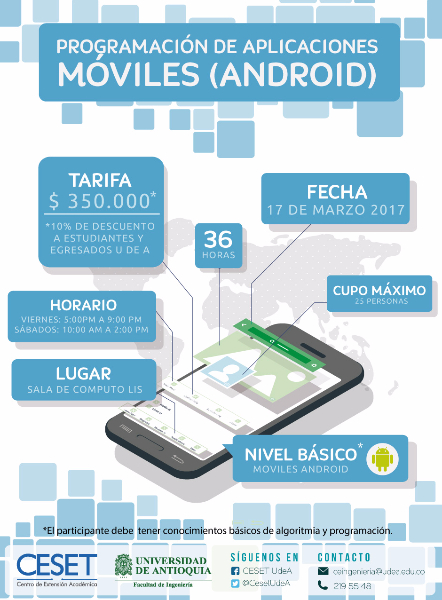 PROGRAMACIÓN DE APLICACIONES
MÓVILES (ANDROID)
TARIFA
$ 350.000*
*10% DE DESCUENTO
A ESTUDIANTES Y
EGRESADOS U DE A
FECHA
17 DE MARZO 2017
36
HORAS
CUPO MÁXIMO
25 PERSONAS
HORARIO
VIERNES: 5:00PM A 9:00 PM
SÁBADOS: 10:00 AM A 2:00 PM
LUGAR
SALA DE COMPUTO LIS
NIVEL BÁSICO*
MOVILES ANDROID
*El participante debe tener conocimientos básicos de algoritmia y programación.
CESET
Centro de Extensión Académica
UNIVERSIDAD
DE ANTIOQUIA
Facultad de Ingeniería
SÍGUENOS EN
CESET UdeA
@CesetUdeA
CONTACTO
ceingenieria@udea.edu.co
219 55 48